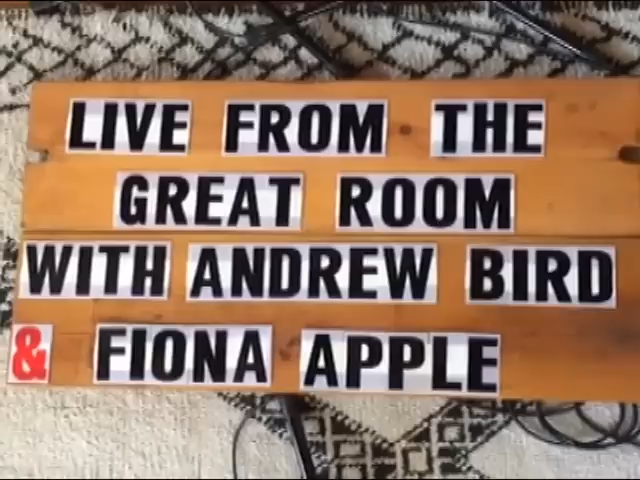 LIVE FROM THE
GREAT ROOM
WITH ANDREW BIRD
& FIONA APPLE